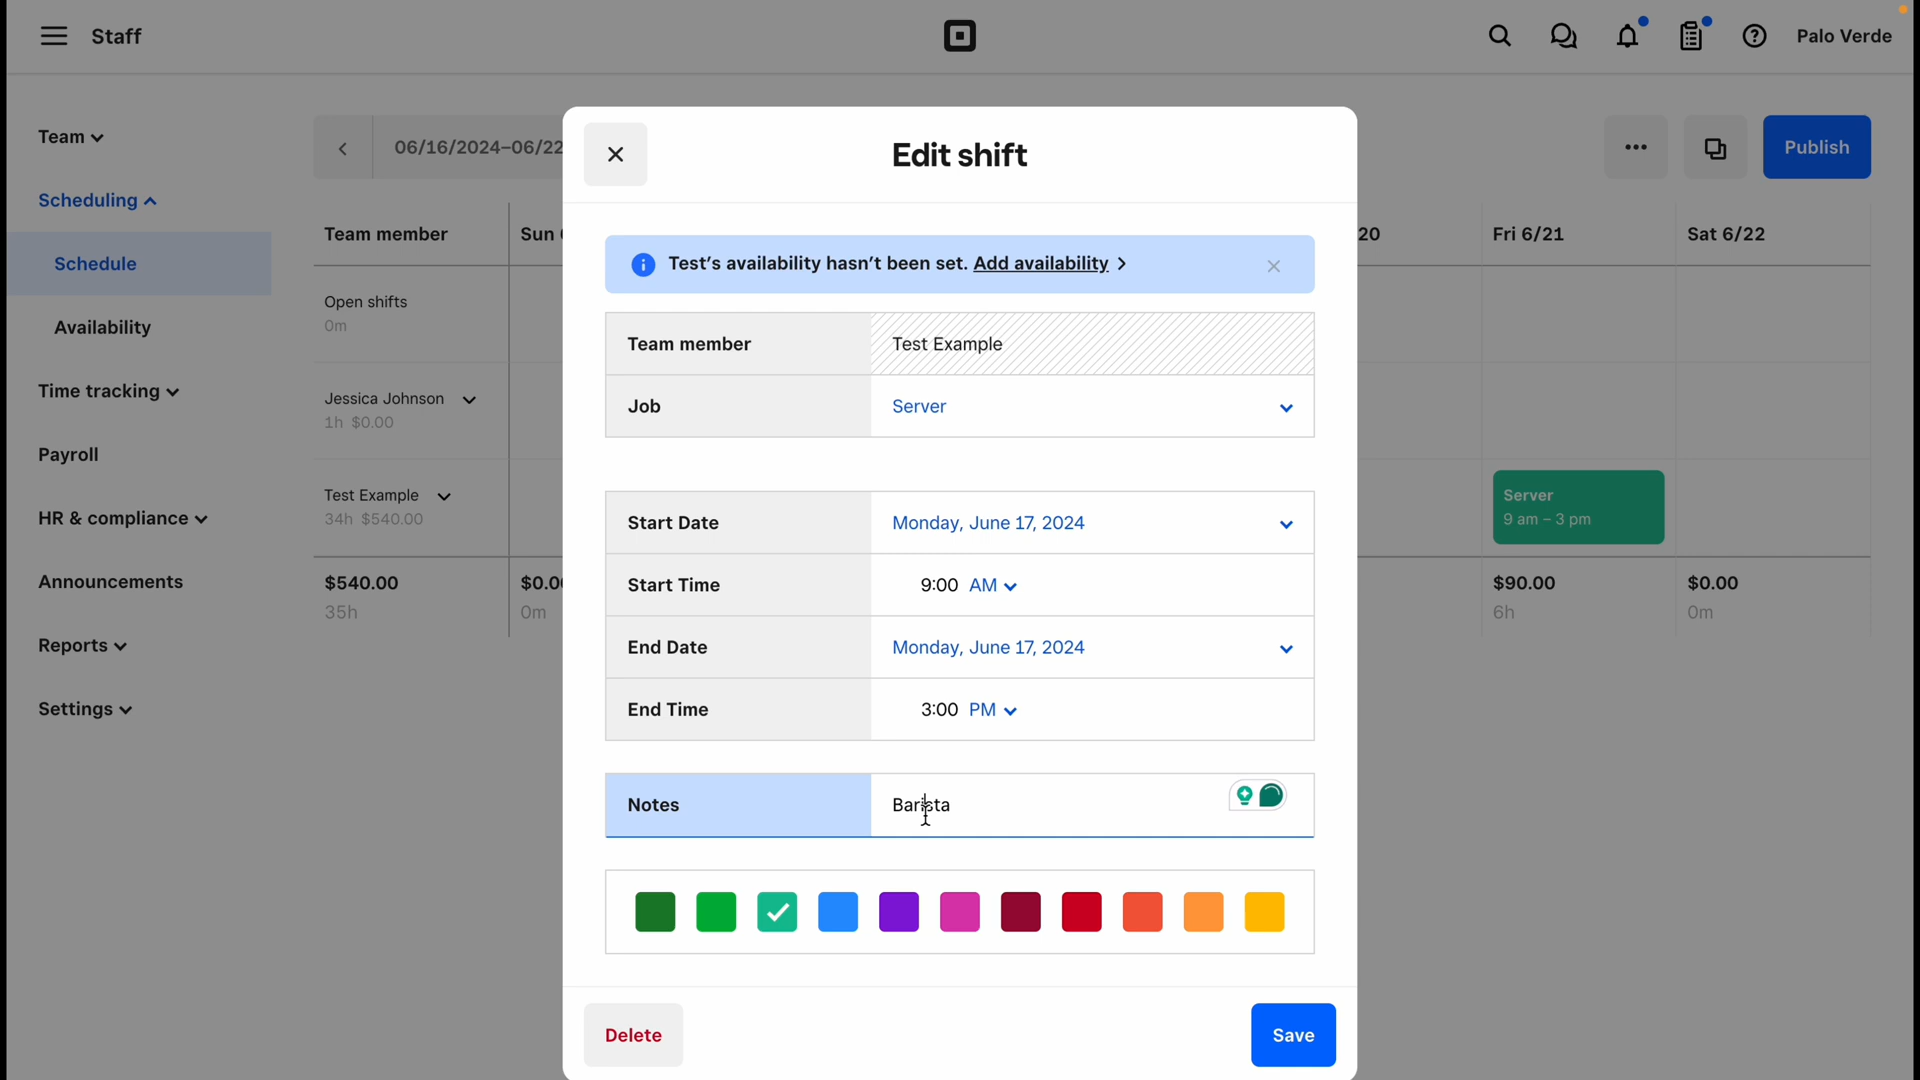 Staff
Palo Verde
Team
06/16/2024–06/22
Publish
Scheduling
Schedule
Availability
Time tracking
Payroll
HR & compliance
Announcements
Reports
Settings
Team member
Sun
20
Fri 6/21
Sat 6/22
Open shifts
0m
Jessica Johnson
1h $0.00
Test Example
34h $540.00
Server
9 am – 3 pm
$540.00
35h
$0.0
0m
$90.00
6h
$0.00
0m
Edit shift
Test’s availability hasn’t been set. Add availability
Team member
Test Example
Job
Server
Start Date
Monday, June 17, 2024
Start Time
9:00 AM
End Date
Monday, June 17, 2024
End Time
3:00 PM
Notes
Barista
Delete
Save